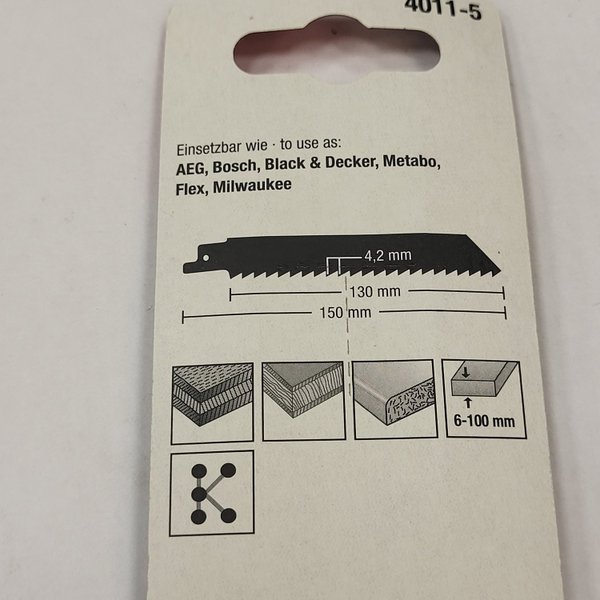 4011-5
Einsetzbar wie · to use as:
AEG, Bosch, Black & Decker, Metabo,
Flex, Milwaukee
4,2 mm
130 mm
150 mm
6-100 mm